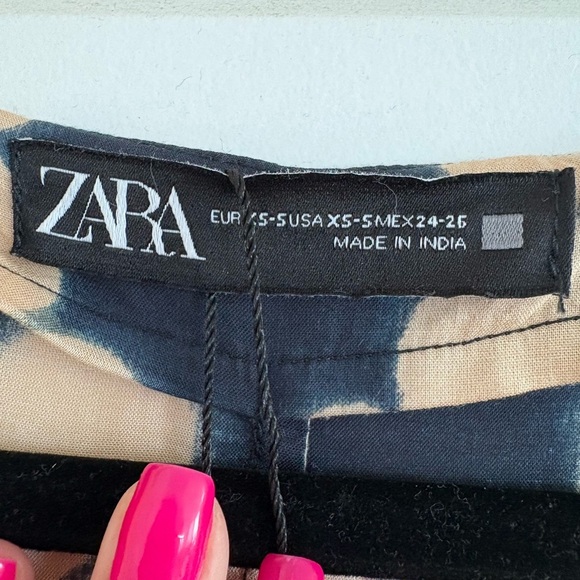 ZARA
EUR XS-S USA XS-S MEX 24-26
MADE IN INDIA